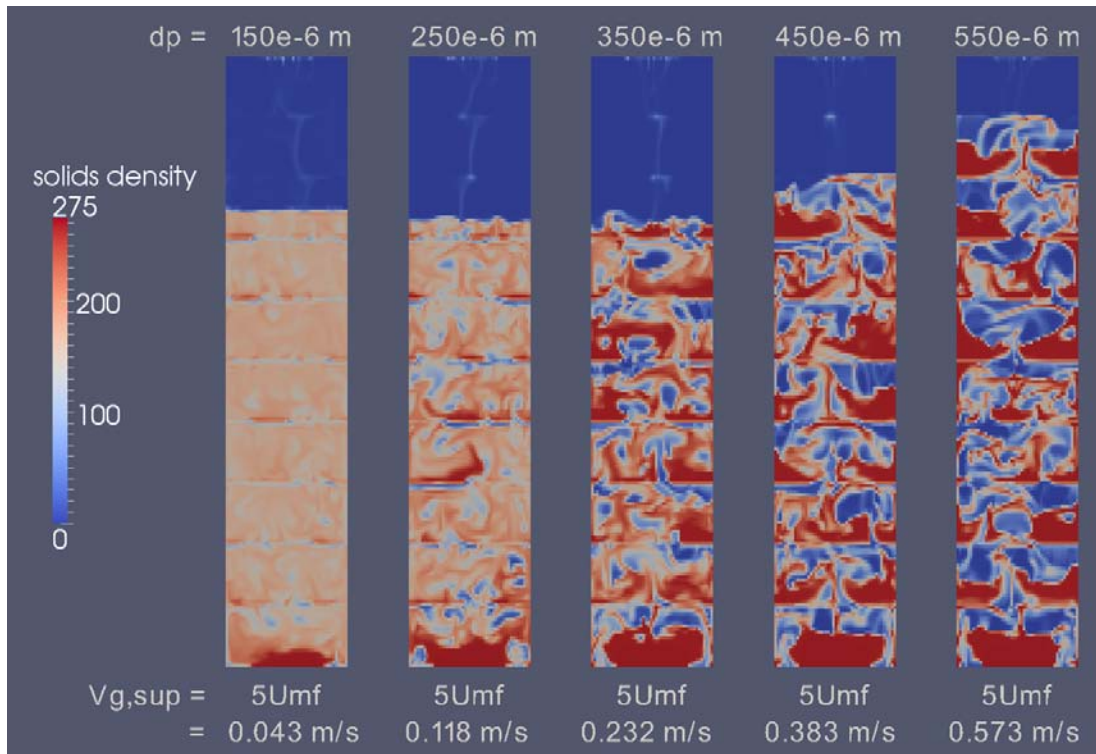 dp = 150e-6 m 250e-6 m 350e-6 m 450e-6 m 550e-6 m
solids density
275
200
100
0
Vg,sup = 5Umf 5Umf 5Umf 5Umf 5Umf
= 0.043 m/s 0.118 m/s 0.232 m/s 0.383 m/s 0.573 m/s